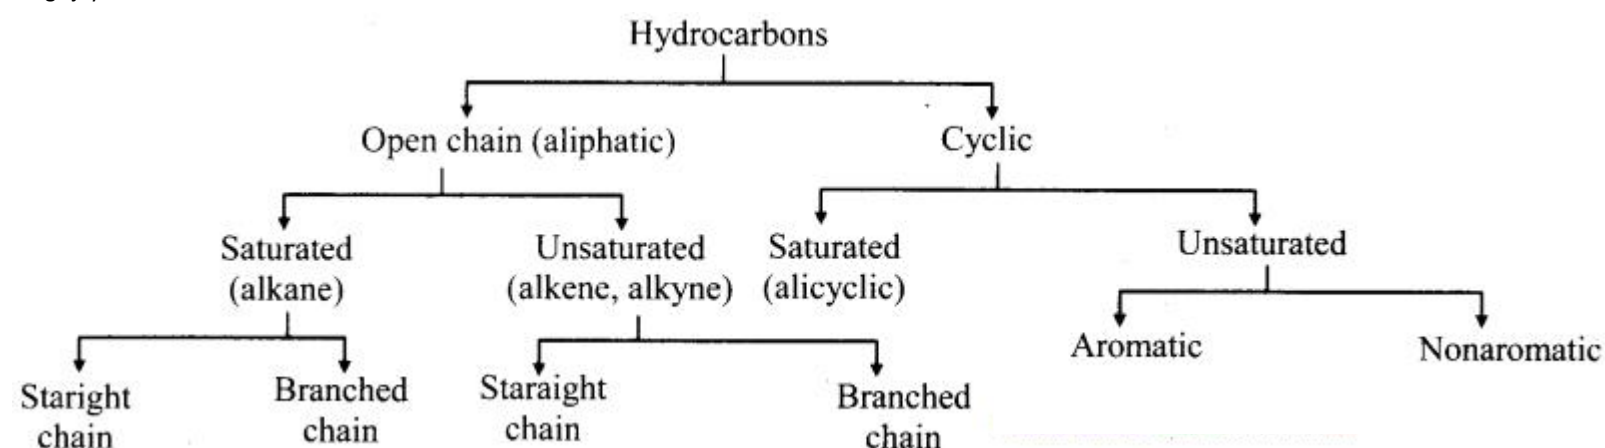 Hydrocarbons
Open chain (aliphatic)
Cyclic
Saturated
(alkane)
Unsaturated
(alkene, alkyne)
Saturated
(alicyclic)
Unsaturated
Aromatic
Nonaromatic
Staright
chain
Branched
chain
Staraight
chain
Branched
chain